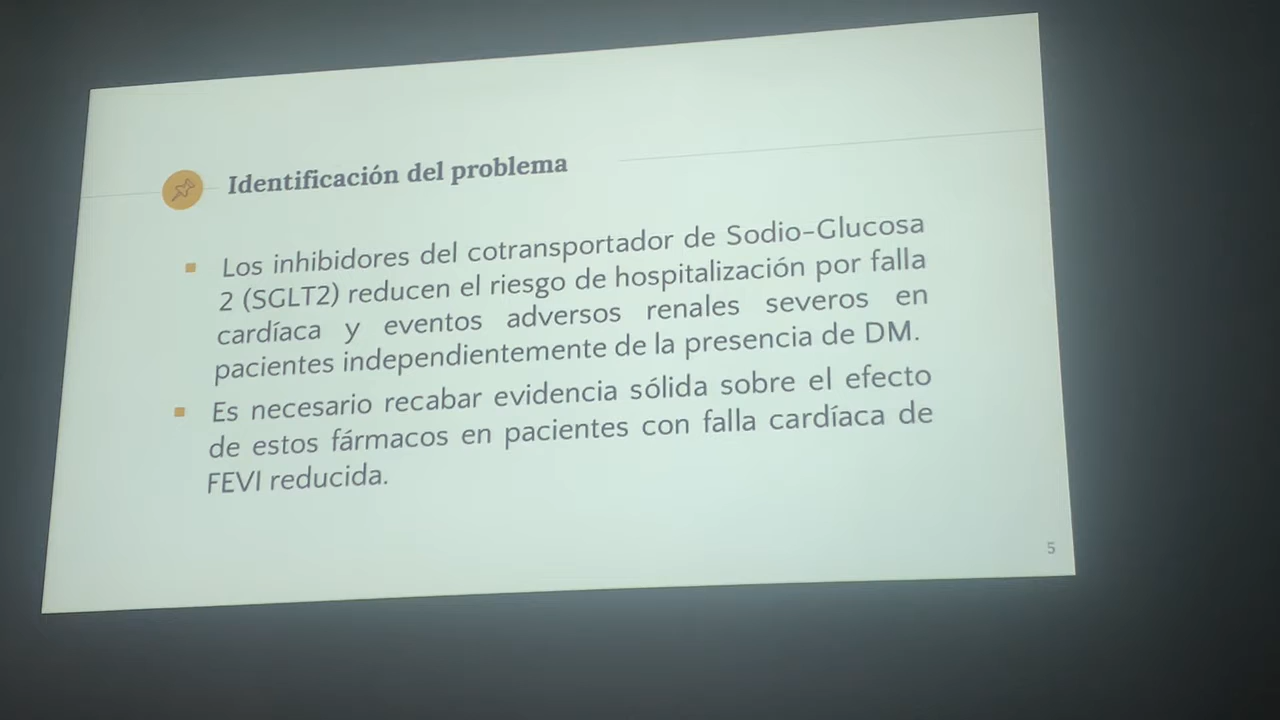 Identificación del problema
Los inhibidores del cotransportador de Sodio-Glucosa
2 (SGLT2) reducen el riesgo de hospitalización por falla
cardíaca y eventos adversos renales severos en
pacientes independientemente de la presencia de DM.
Es necesario recabar evidencia sólida sobre el efecto
de estos fármacos en pacientes con falla cardíaca de
FEVI reducida.
5